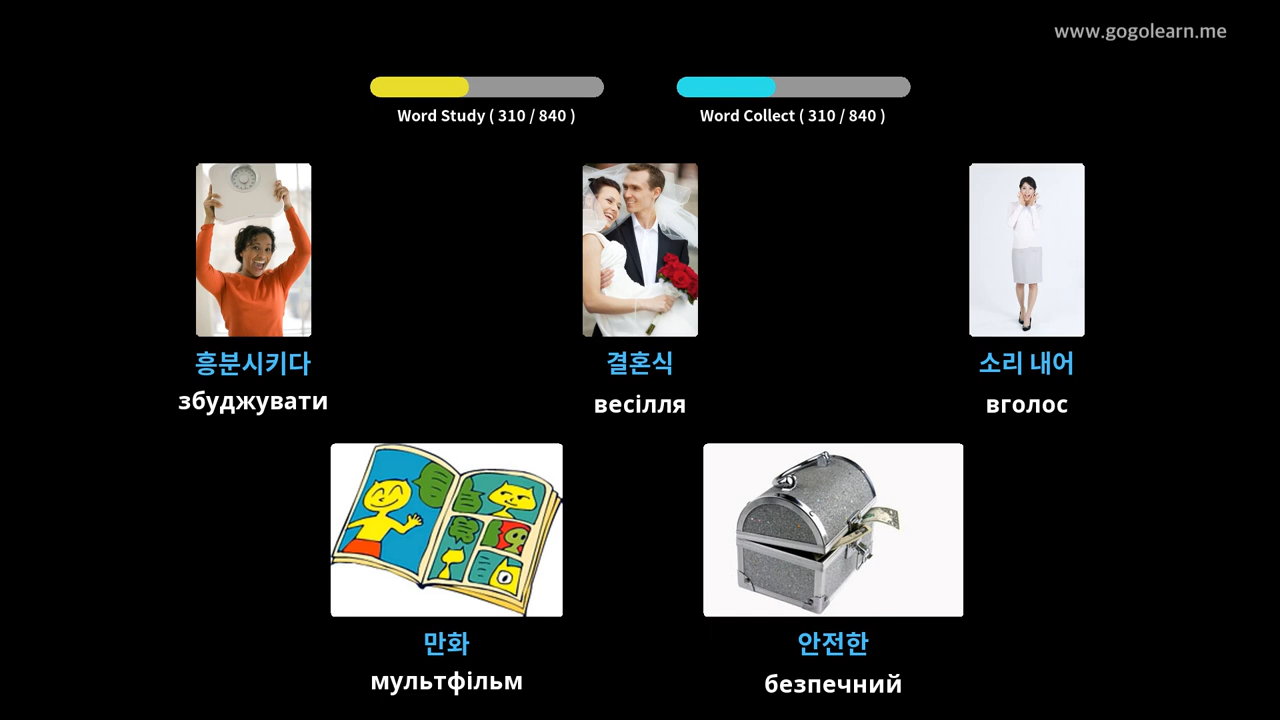 www.gogolearn.me
Word Study ( 310 / 840 )
Word Collect ( 310 / 840 )
흥분시키다
збуджувати
결혼식
весілля
소리 내어
вголос
만화
мультфільм
안전한
безпечний